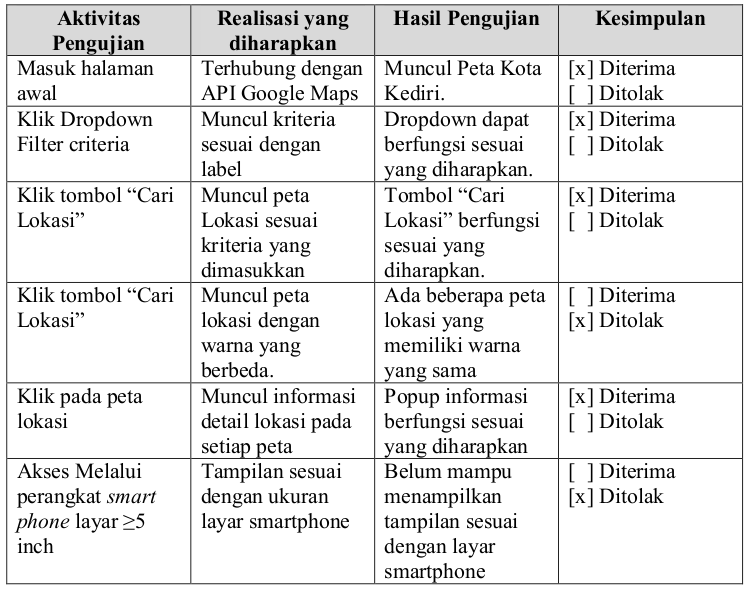 Aktivitas Pengujian
Realisasi yang diharapkan
Hasil Pengujian
Kesimpulan
Masuk halaman
awal
Terhubung dengan
API Google Maps
Muncul Peta Kota
Kediri.
[x] Diterima
[ ] Ditolak
Klik Dropdown
Filter criteria
Muncul kriteria
sesuai dengan
label
Dropdown dapat
berfungsi sesuai
yang diharapkan.
[x] Diterima
[ ] Ditolak
Klik tombol “Cari
Lokasi”
Muncul peta
Lokasi sesuai
kriteria yang
dimasukkan
Tombol “Cari
Lokasi” berfungsi
sesuai yang
diharapkan.
[x] Diterima
[ ] Ditolak
Klik tombol “Cari
Lokasi”
Muncul peta
lokasi dengan
warna yang
berbeda.
Ada beberapa peta
lokasi yang
memiliki warna
yang sama
[ ] Diterima
[x] Ditolak
Klik pada peta
lokasi
Muncul informasi
detail lokasi pada
setiap peta
Popup informasi
berfungsi sesuai
yang diharapkan
[x] Diterima
[ ] Ditolak
Akses Melalui
perangkat smart
phone layar ≥5
inch
Tampilan sesuai
dengan ukuran
layar smartphone
Belum mampu
menampilkan
tampilan sesuai
dengan layar
smartphone
[ ] Diterima
[x] Ditolak